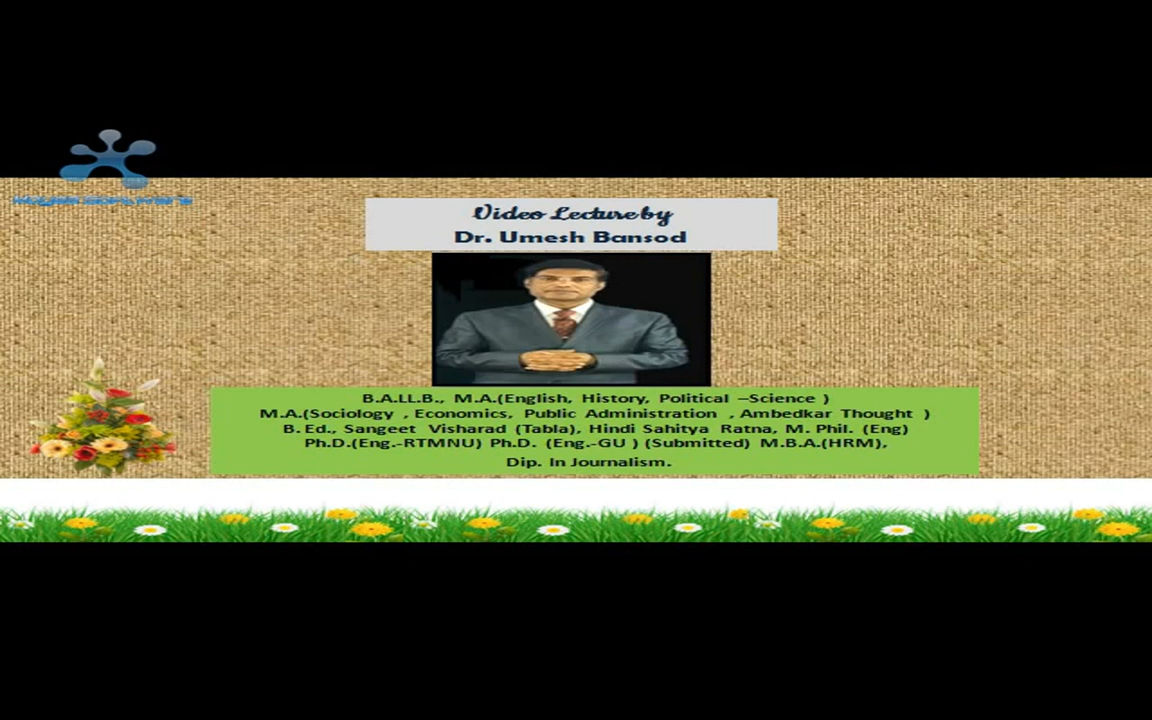 Video Lecture by
Dr. Umesh Bansod
B.A.LL.B., M.A.(English, History, Political –Science )
M.A.(Sociology , Economics, Public Administration , Ambedkar Thought )
B. Ed., Sangeet Visharad (Tabla), Hindi Sahitya Ratna, M. Phil. (Eng)
Ph.D.(Eng.-RTMNU) Ph.D. (Eng.-GU ) (Submitted) M.B.A.(HRM),
Dip. In Journalism.